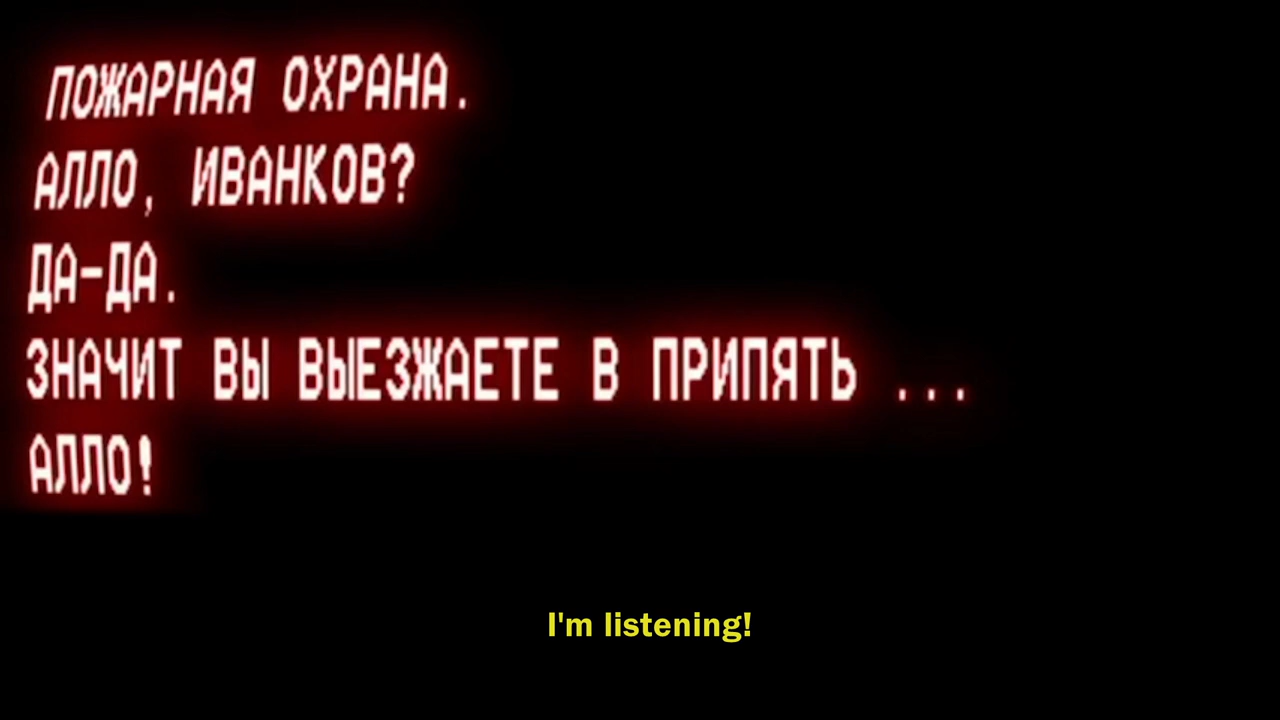 ПОЖАРНАЯ ОХРАНА.
АЛЛО, ИВАНКОВ?
ДА-ДА.
ЗНАЧИТ ВЫ ВЫЕЗЖАЕТЕ В ПРИПЯТЬ ...
АЛЛО!
I'm listening!